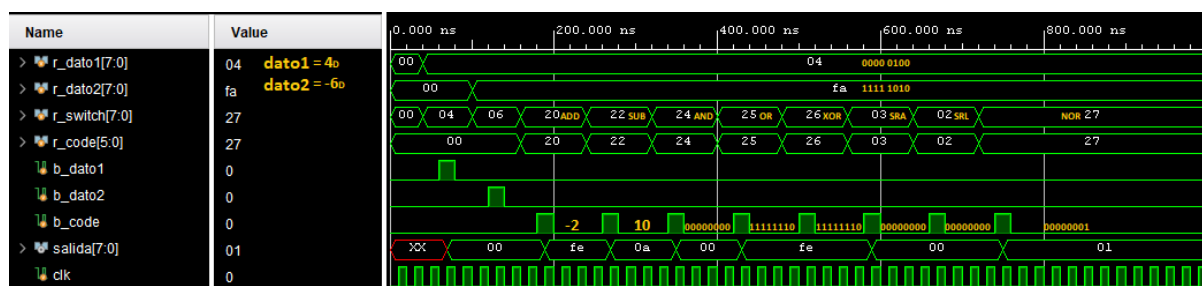 Name Value 0.000 ns 200.000 ns 400.000 ns 600.000 ns 800.000 ns
r_dato1[7:0] 04 dato1 = 4D 00 04 0000 0100
r_dato2[7:0] fa dato2 = -6D 00 fa 1111 1010
r_switch[7:0] 27 00 04 06 20ADD 22 SUB 24 AND 25 OR 26 XOR 03 SRA 02 SRL NOR 27
r_code[5:0] 27 00 20 22 24 25 26 03 02 27
b_dato1 0
b_dato2 0
b_code 0 -2 10 00000000 11111110 11111110 00000000 00000000 00000001
salida[7:0] 01 XX 00 fe 0a 00 fe 00 01
clk 0